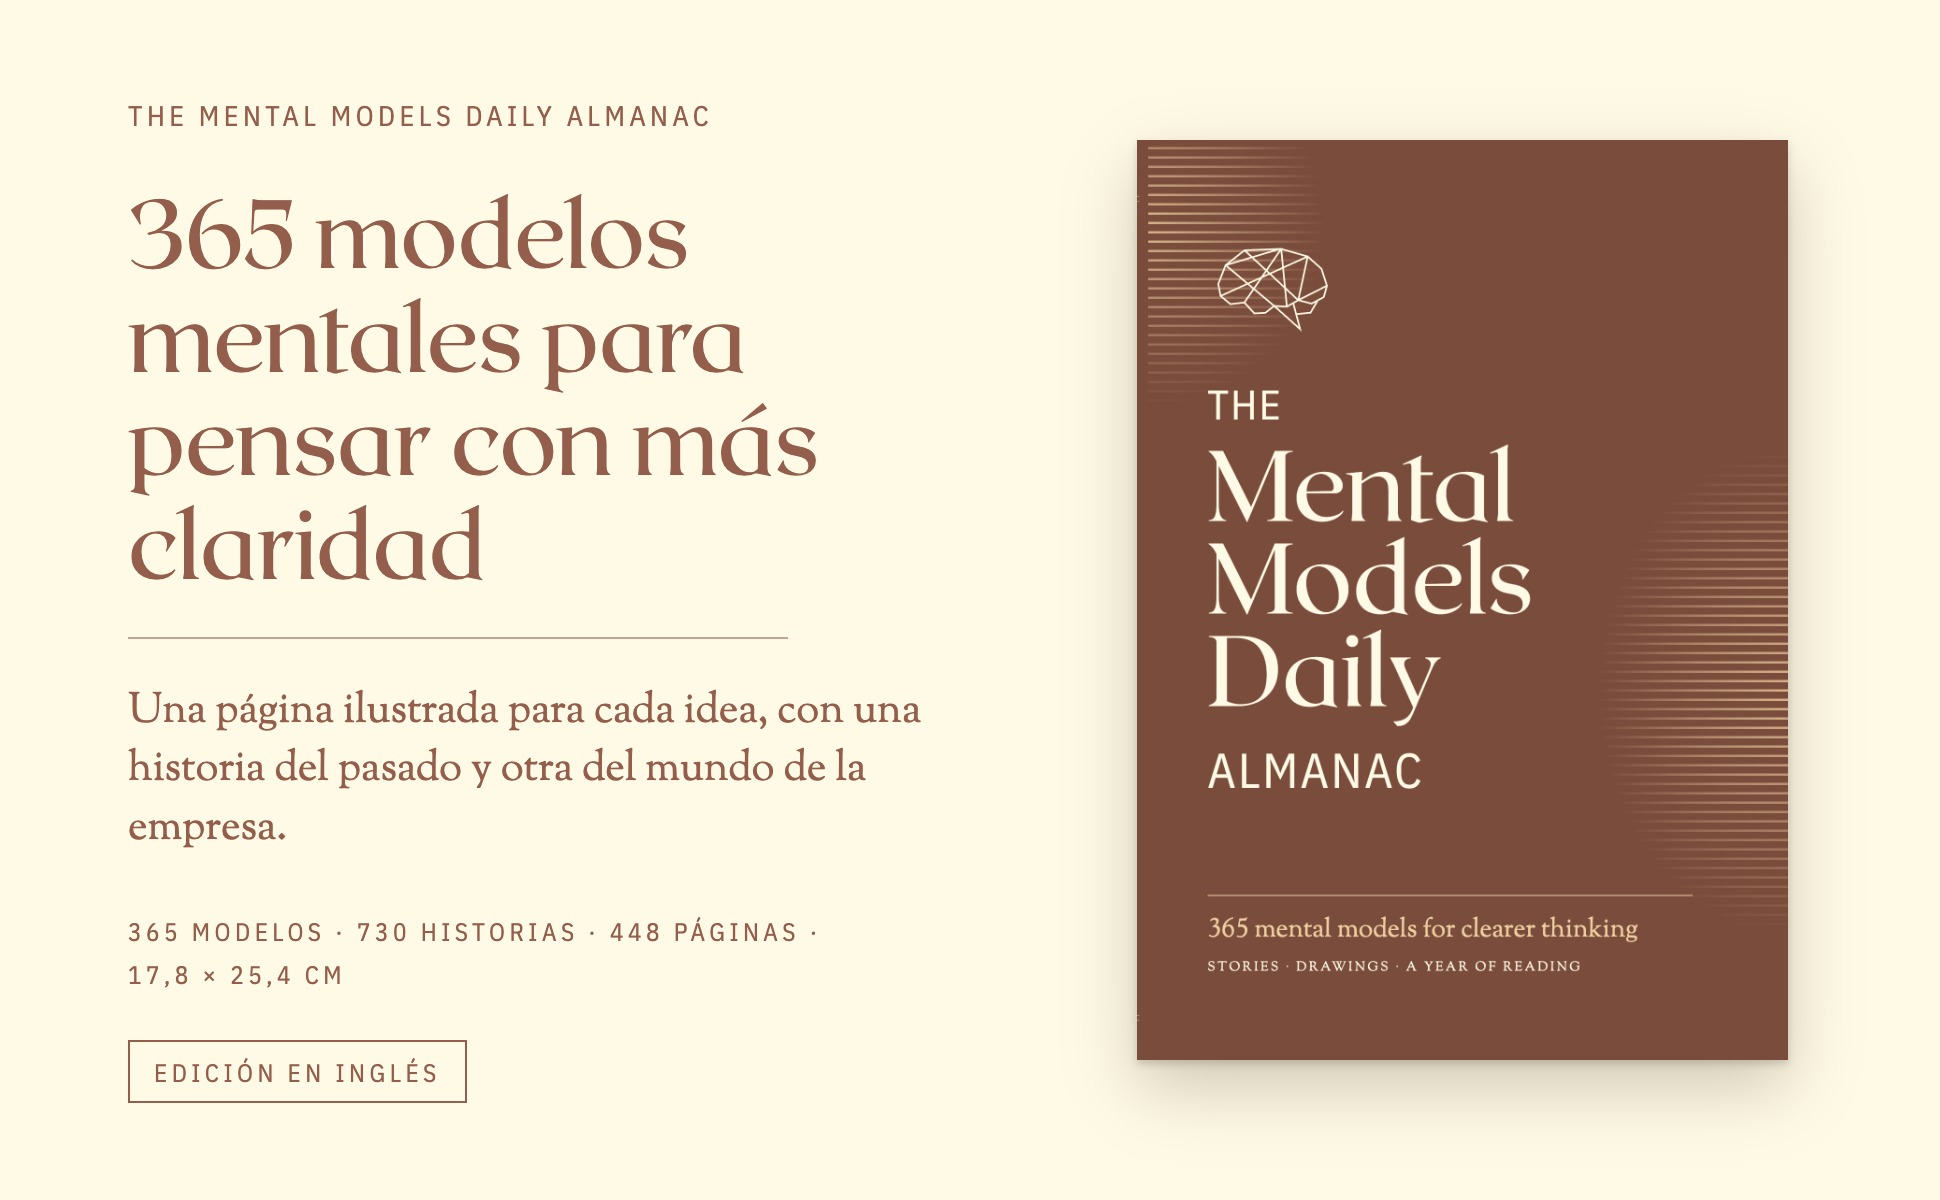 THE MENTAL MODELS DAILY ALMANAC
365 modelos
mentales para
pensar con más
claridad
Una página ilustrada para cada idea, con una
historia del pasado y otra del mundo de la
empresa.
365 MODELOS · 730 HISTORIAS · 448 PÁGINAS ·
17,8 × 25,4 CM
EDICIÓN EN INGLÉS
THE
Mental
Models
Daily
ALMANAC
365 mental models for clearer thinking
STORIES · DRAWINGS · A YEAR OF READING